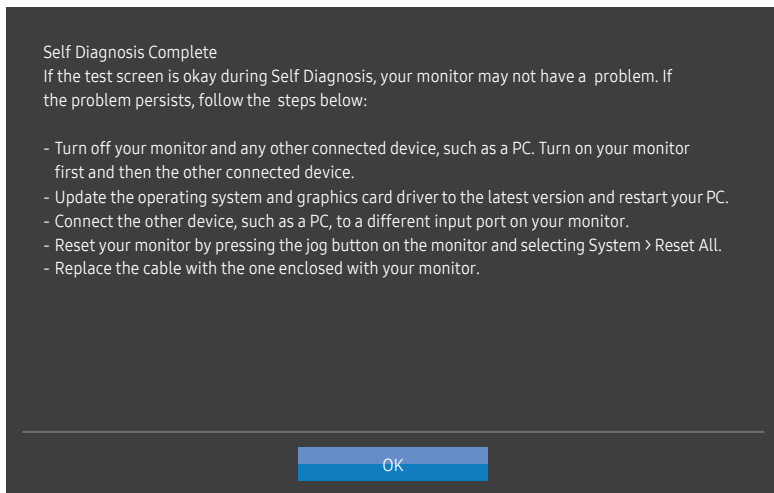 Self Diagnosis Complete
If the test screen is okay during Self Diagnosis, your monitor may not have a problem. If
the problem persists, follow the steps below:
- Turn off your monitor and any other connected device, such as a PC. Turn on your monitor
first and then the other connected device.
- Update the operating system and graphics card driver to the latest version and restart your PC.
- Connect the other device, such as a PC, to a different input port on your monitor.
- Reset your monitor by pressing the jog button on the monitor and selecting System > Reset All.
- Replace the cable with the one enclosed with your monitor.
OK